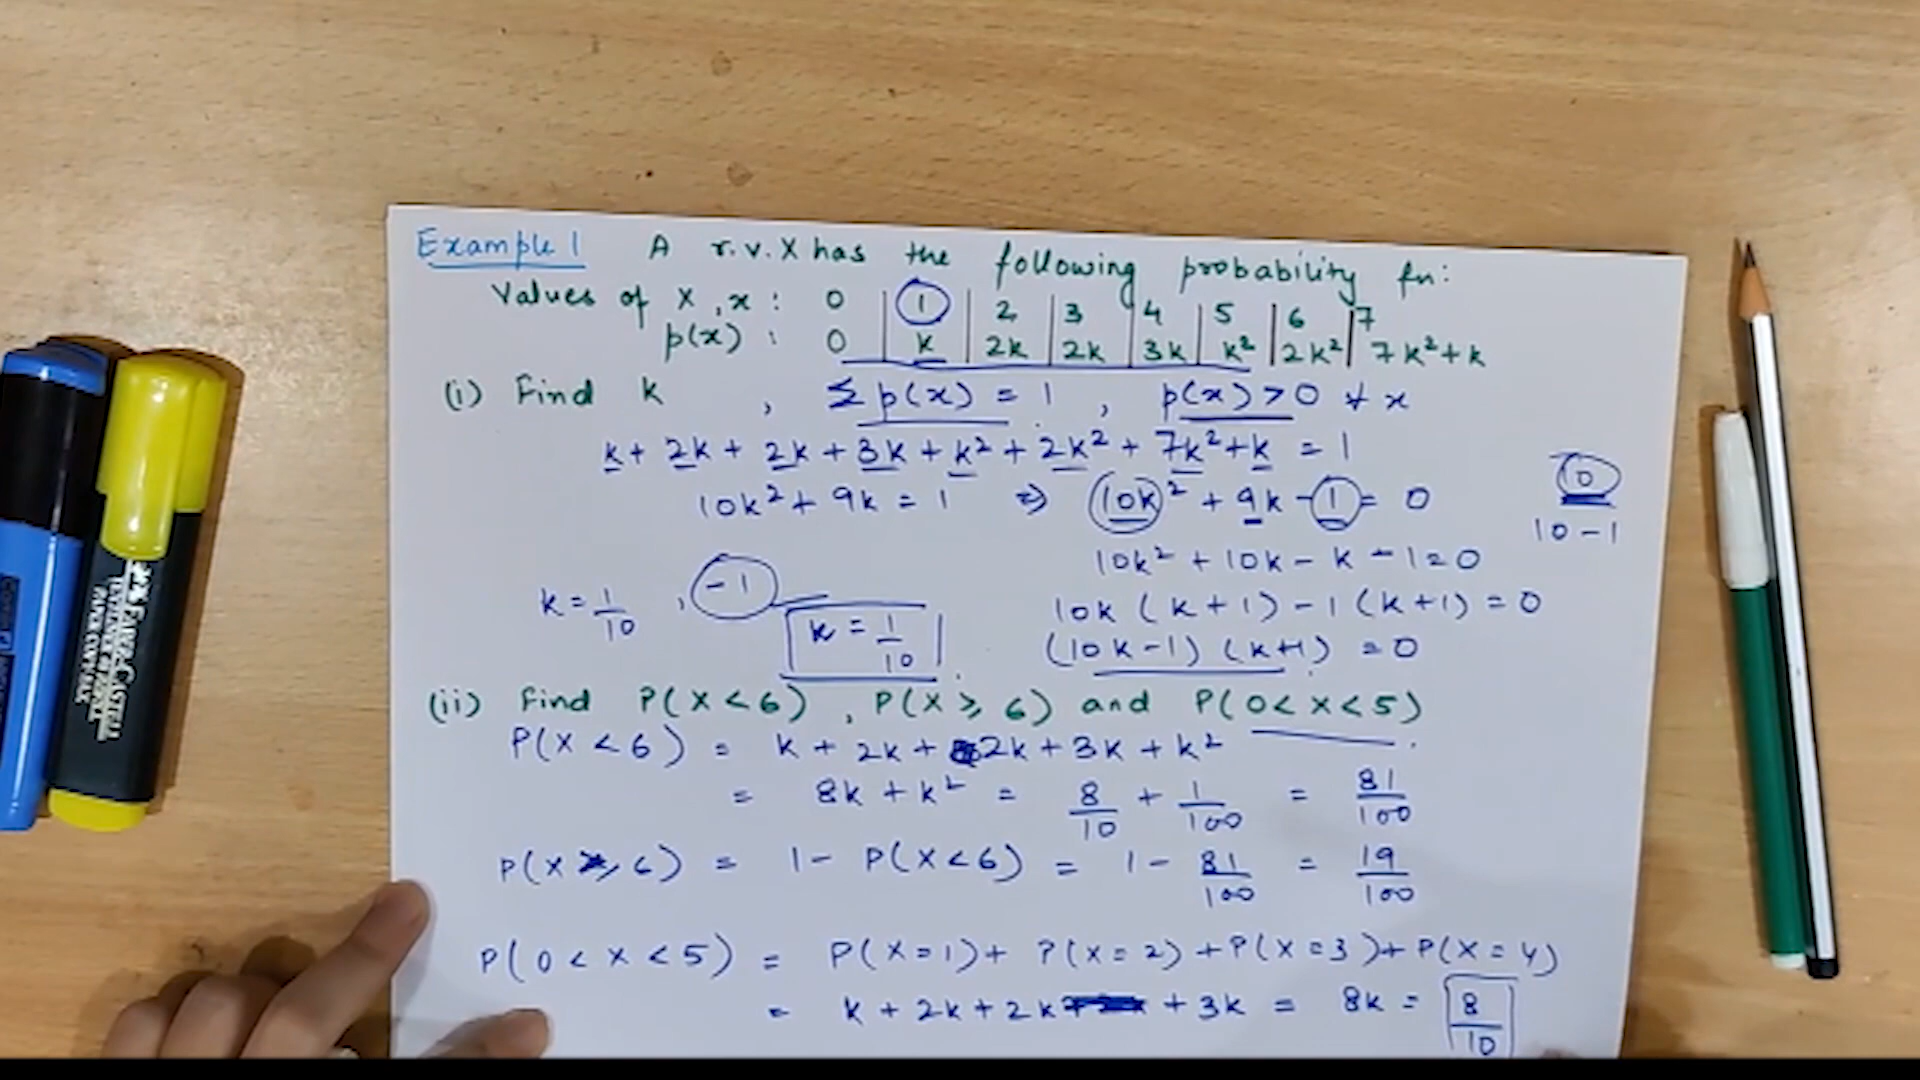 Example 1 A r.v. X has the following probability fn:
Values of X, x : 0 | 1 | 2 | 3 | 4 | 5 | 6 | 7
p(x) : 0 | k | 2k | 2k | 3k | k² | 2k² | 7k²+k
(i) Find k , Σp(x) = 1 , p(x) > 0 ∀ x
k + 2k + 2k + 3k + k² + 2k² + 7k² + k = 1
10k² + 9k = 1 ⇒ 10k² + 9k - 1 = 0
10
10 - 1
10k² + 10k - k - 1 = 0
k = 1/10 , -1
10k (k + 1) - 1 (k + 1) = 0
k = 1/10
(10k - 1) (k+1) = 0
(ii) Find P(X < 6) , P(X ≥ 6) and P(0 < X < 5)
P(X < 6) = k + 2k + 2k + 3k + k²
= 8k + k² = 8/10 + 1/100 = 81/100
P(X ≥ 6) = 1 - P(X < 6) = 1 - 81/100 = 19/100
P(0 < X < 5) = P(X = 1) + P(X = 2) + P(X = 3) + P(X = 4)
= k + 2k + 2k + 3k = 8k = 8/10
FABER-CASTELL
TEXTLINER